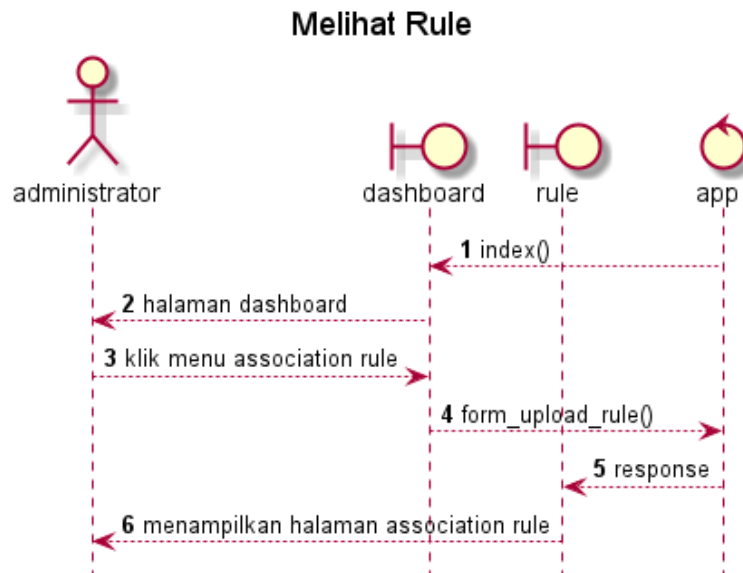 Melihat Rule
administrator
dashboard
rule
app
1 index()
2 halaman dashboard
3 klik menu association rule
4 form_upload_rule()
5 response
6 menampilkan halaman association rule